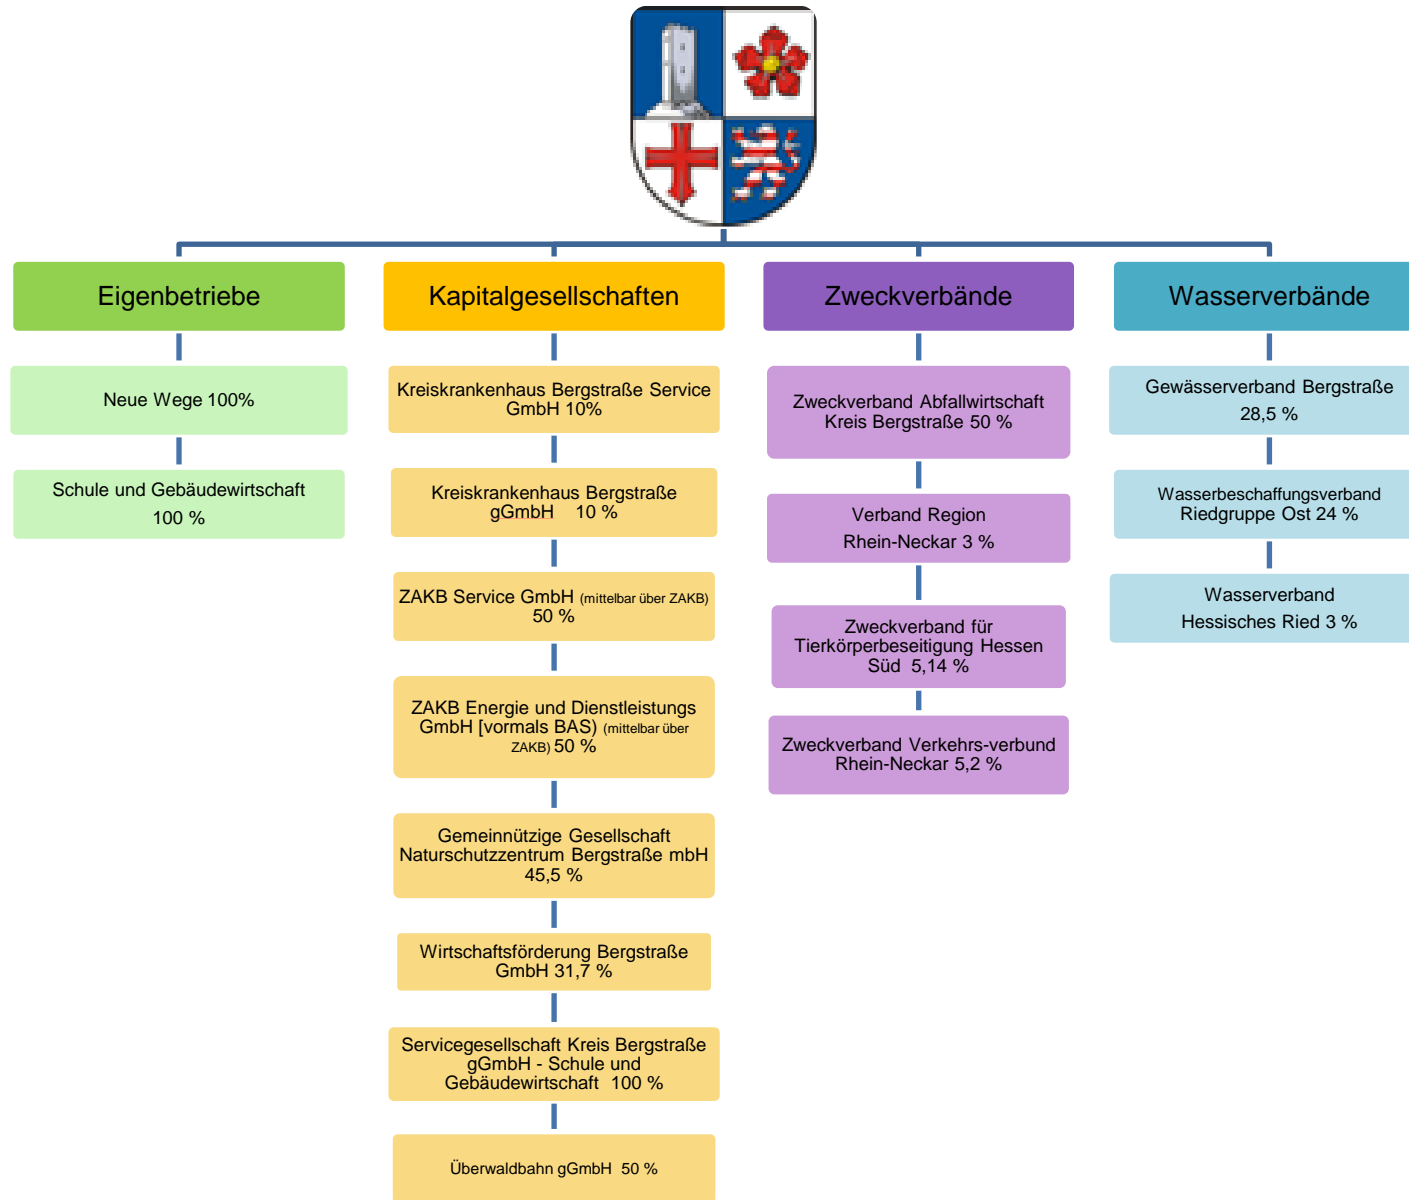 Eigenbetriebe
Neue Wege 100%
Schule und Gebäudewirtschaft
100 %
Kapitalgesellschaften
Kreiskrankenhaus Bergstraße Service
GmbH 10%
Kreiskrankenhaus Bergstraße
gGmbH 10 %
ZAKB Service GmbH (mittelbar über ZAKB)
50 %
ZAKB Energie und Dienstleistungs
GmbH [vormals BAS) (mittelbar über
ZAKB) 50 %
Gemeinnützige Gesellschaft
Naturschutzzentrum Bergstraße mbH
45,5 %
Wirtschaftsförderung Bergstraße
GmbH 31,7 %
Servicegesellschaft Kreis Bergstraße
gGmbH - Schule und
Gebäudewirtschaft 100 %
Überwaldbahn gGmbH 50 %
Zweckverbände
Zweckverband Abfallwirtschaft
Kreis Bergstraße 50 %
Verband Region
Rhein-Neckar 3 %
Zweckverband für
Tierkörperbeseitigung Hessen
Süd 5,14 %
Zweckverband Verkehrs-verbund
Rhein-Neckar 5,2 %
Wasserverbände
Gewässerverband Bergstraße
28,5 %
Wasserbeschaffungsverband
Riedgruppe Ost 24 %
Wasserverband
Hessisches Ried 3 %